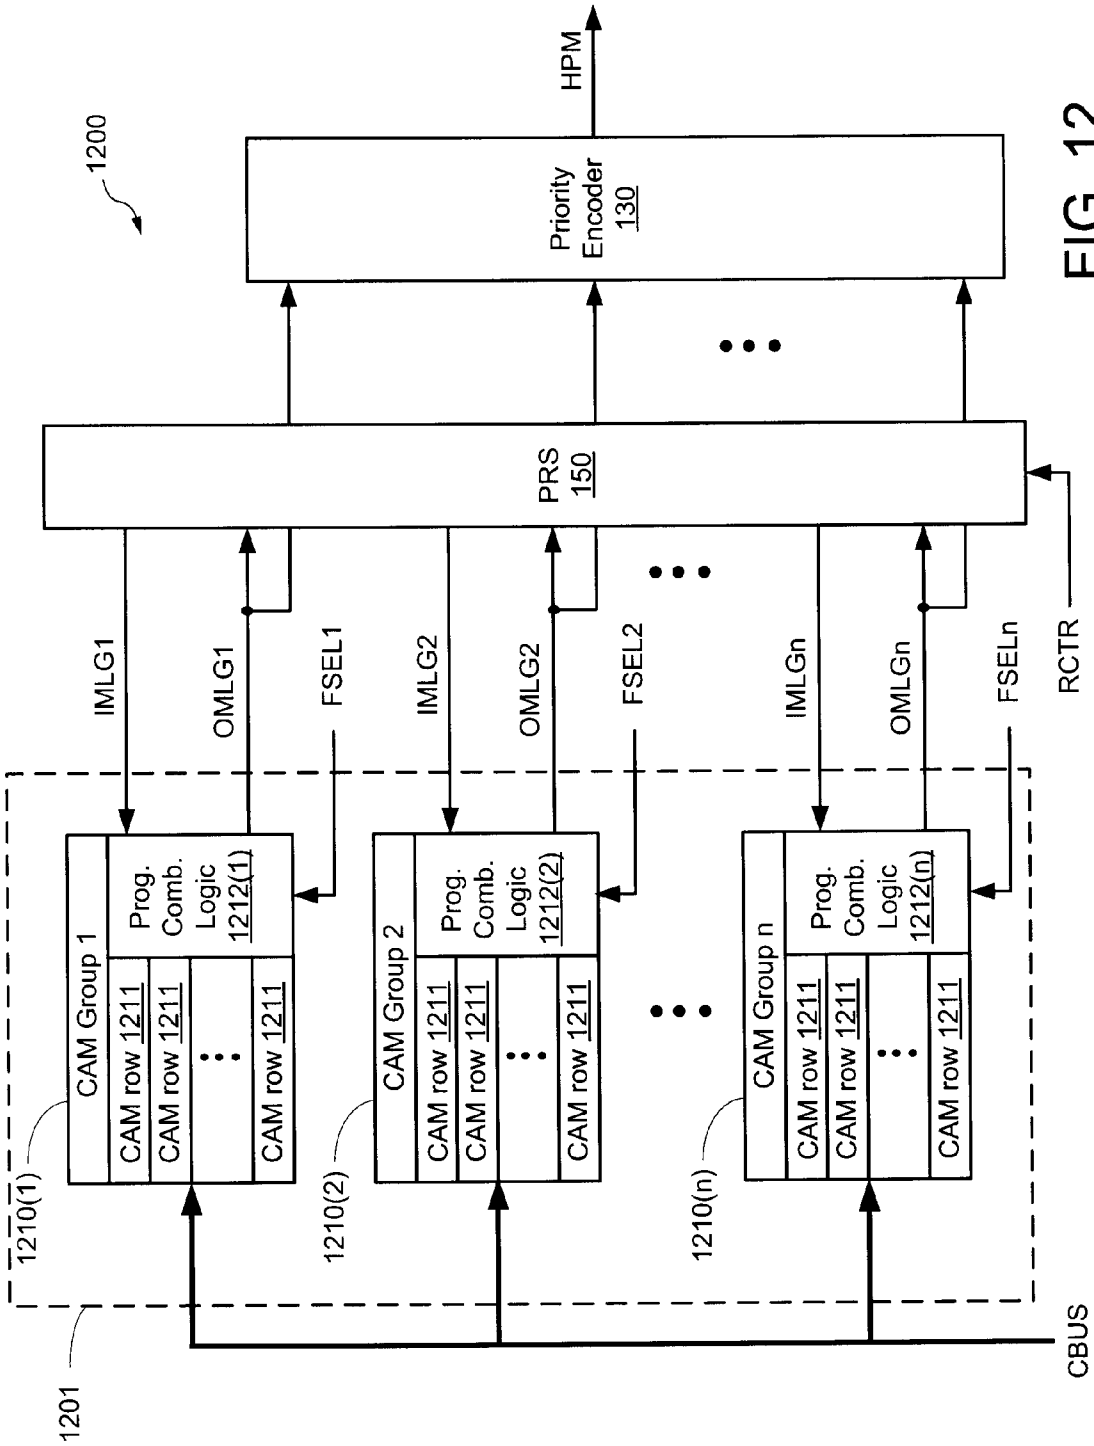 1200
HPM
Priority
Encoder
130
PRS
150
RCTR
IMLG1
OMLG1
FSEL1
IMLG2
OMLG2
FSEL2
IMLGn
OMLGn
FSELn
1201
1210(1)
CAM Group 1
CAM row 1211
CAM row 1211
CAM row 1211
Prog.
Comb.
Logic
1212(1)
1210(2)
CAM Group 2
CAM row 1211
CAM row 1211
CAM row 1211
Prog.
Comb.
Logic
1212(2)
1210(n)
CAM Group n
CAM row 1211
CAM row 1211
CAM row 1211
Prog.
Comb.
Logic
1212(n)
CBUS
FIG. 12